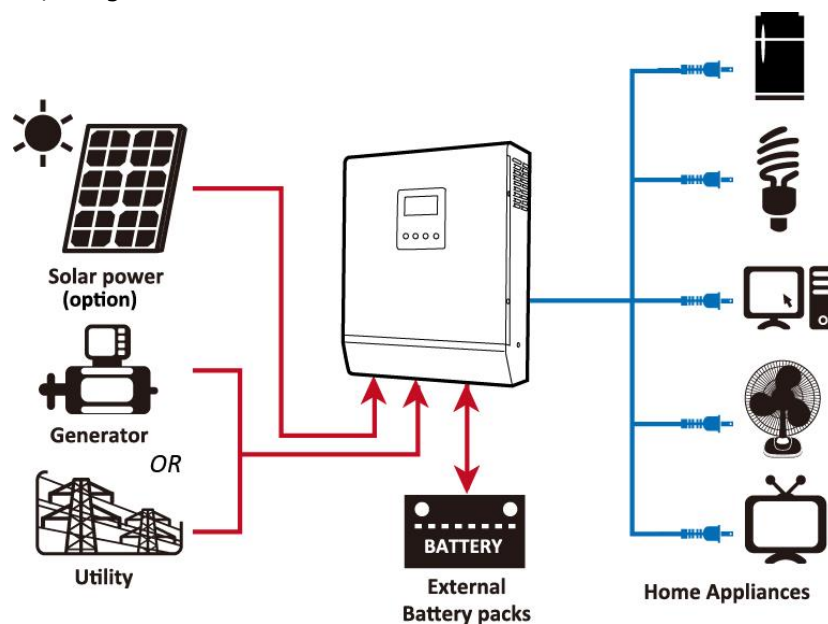 Solar power
(option)
Generator
OR
Utility
BATTERY
External
Battery packs
Home Appliances